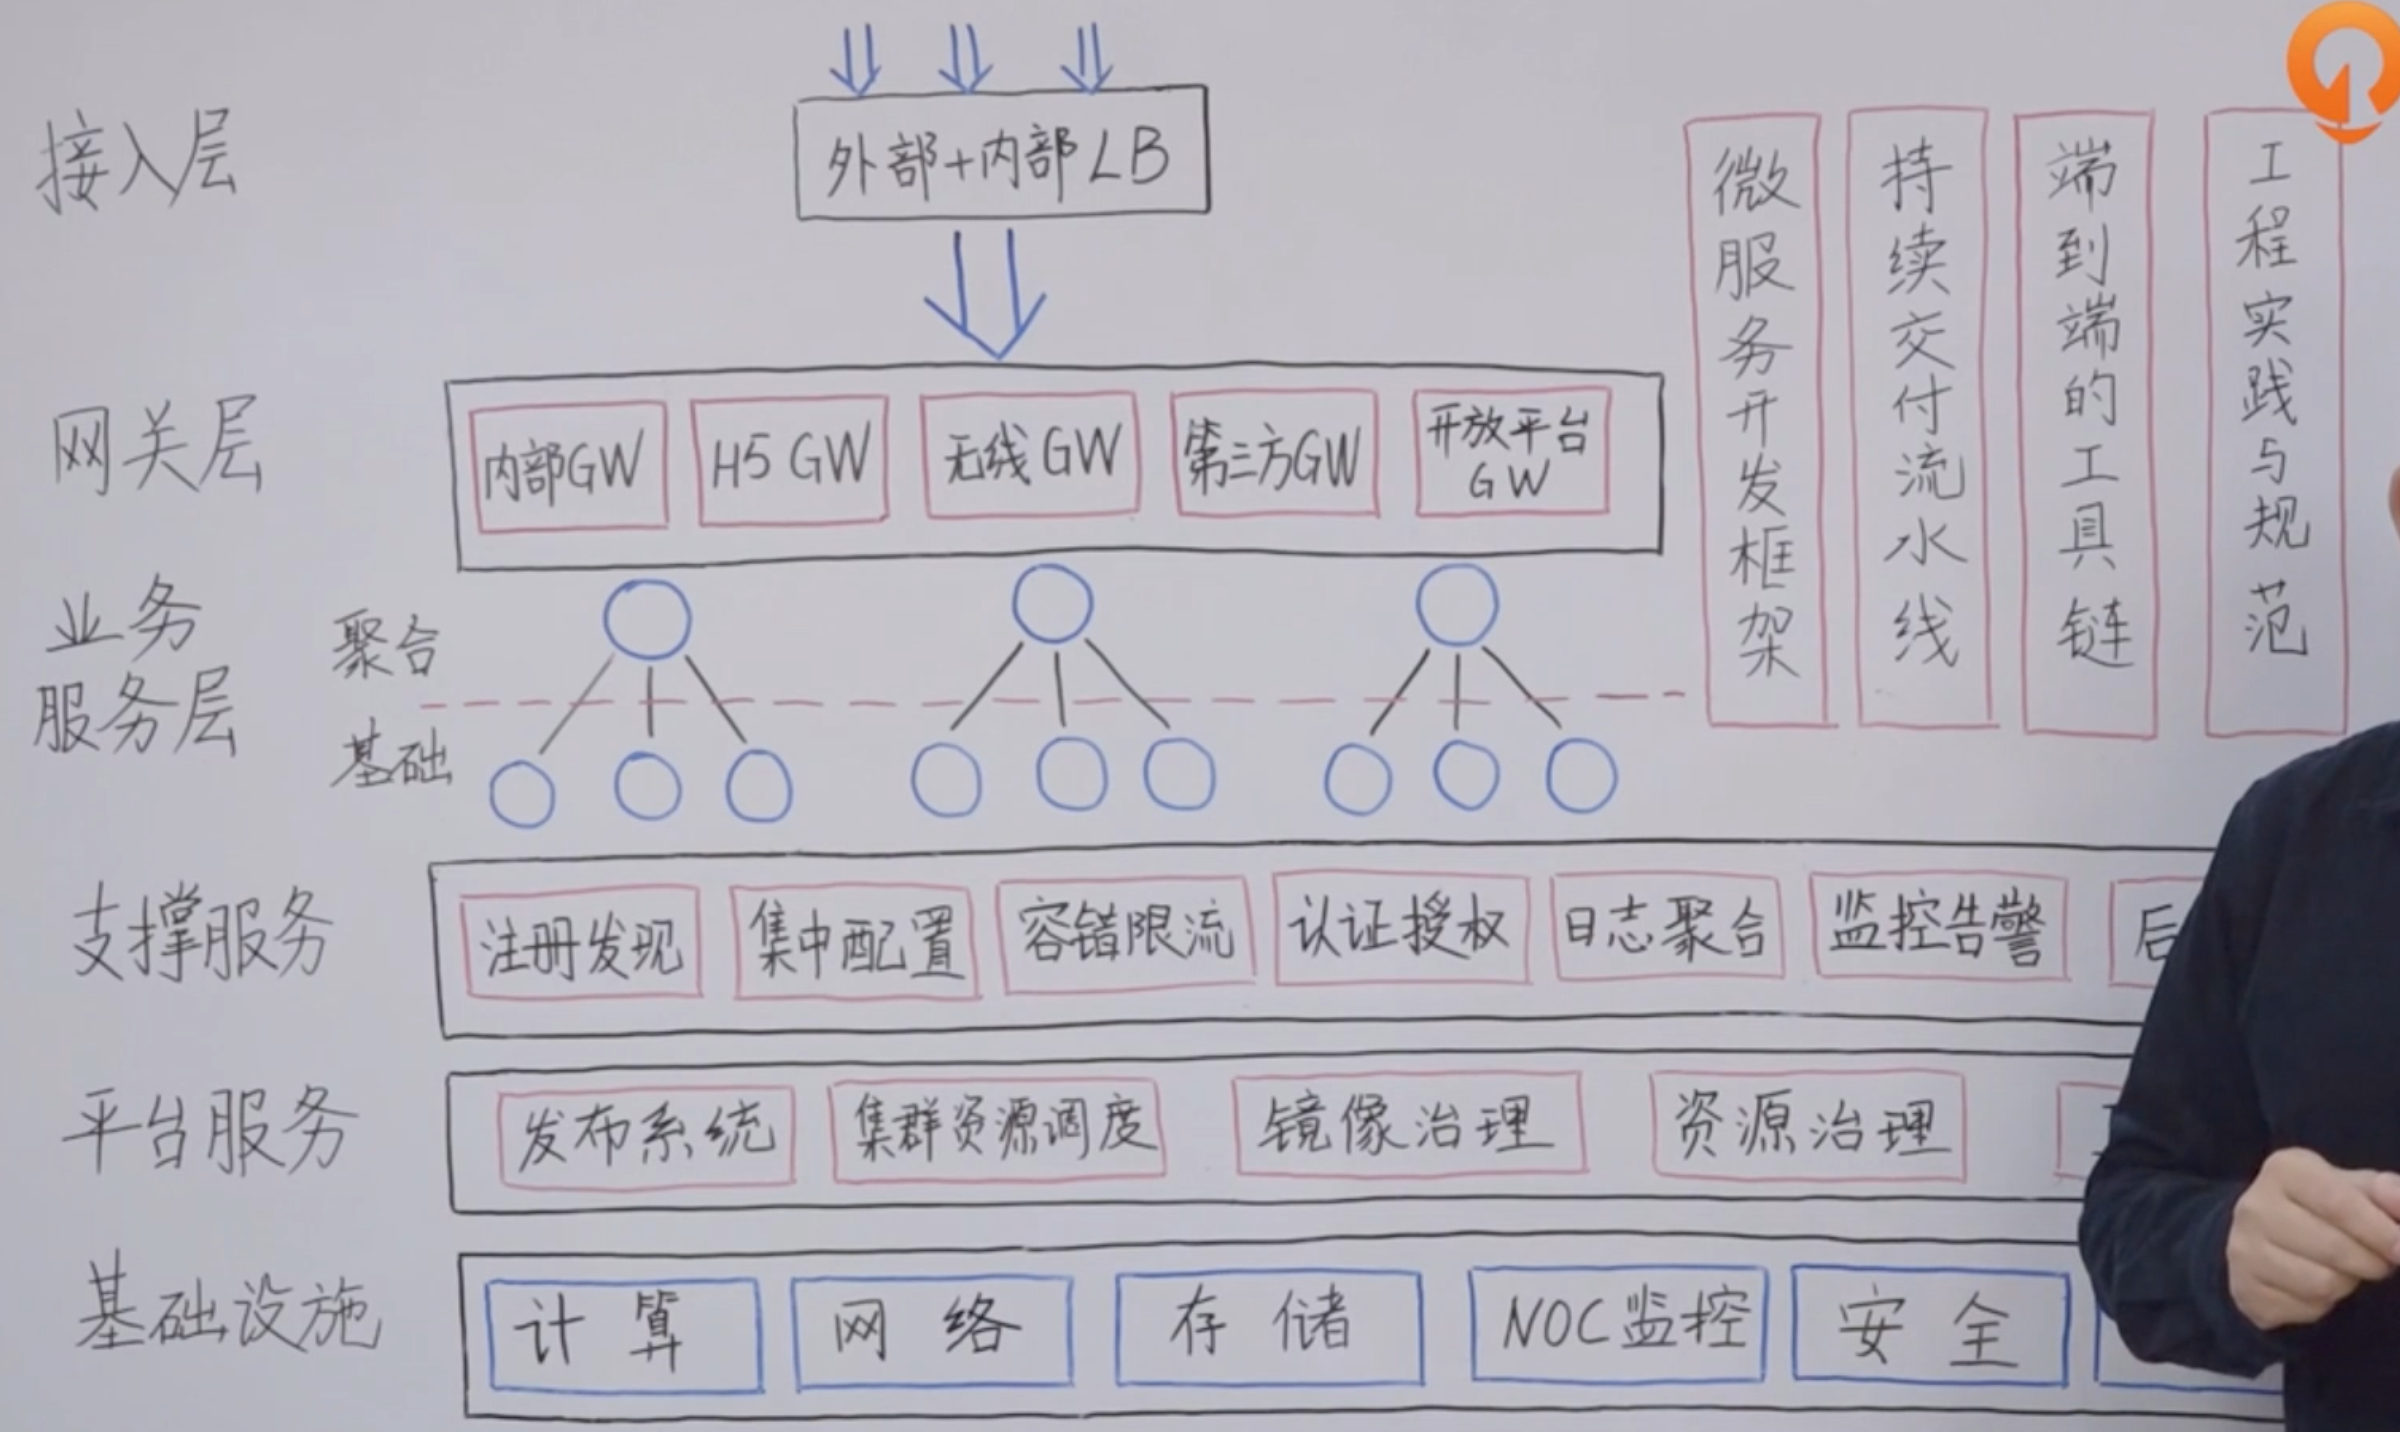 接入层
外部+内部LB
网关层
内部GW
H5 GW
无线GW
第三方GW
开放平台
GW
业务
服务层
聚合
基础
微服务开发框架
持续交付流水线
端到端的工具链
工程实践与规范
支撑服务
注册发现
集中配置
容错限流
认证授权
日志聚合
监控告警
后
平台服务
发布系统
集群资源调度
镜像治理
资源治理
基础设施
计算
网络
存储
NOC监控
安全